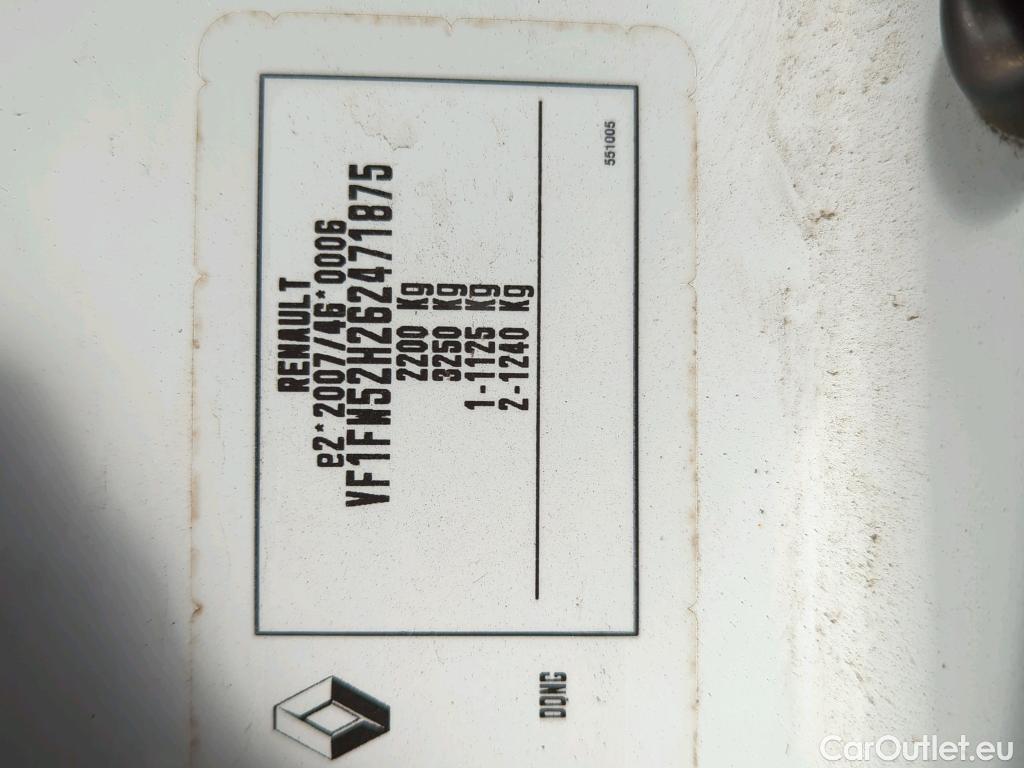 RENAULT
e2*2007/46*0006
VF1FW52H262471875
2200 Kg
3250 Kg
1-1125 Kg
2-1240 Kg
551005
DQNG
CarOutlet.eu